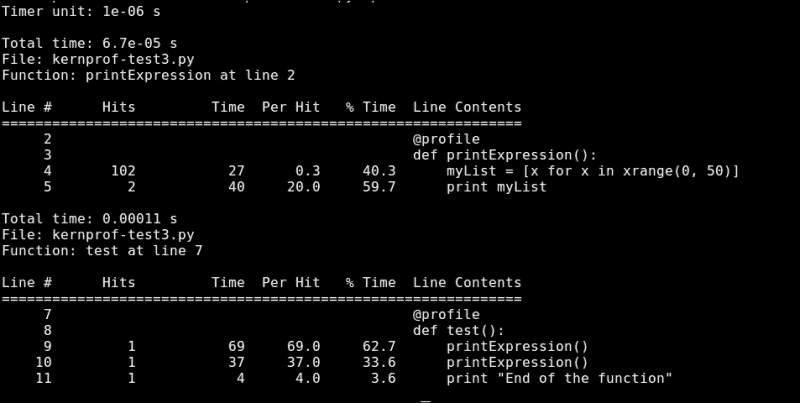 Timer unit: 1e-06 s

Total time: 6.7e-05 s
File: kernprof-test3.py
Function: printExpression at line 2

Line #      Hits         Time  Per Hit   % Time  Line Contents
==============================================================
     2                                           @profile
     3                                           def printExpression():
     4       102           27      0.3     40.3      myList = [x for x in xrange(0, 50)]
     5         2           40     20.0     59.7      print myList

Total time: 0.00011 s
File: kernprof-test3.py
Function: test at line 7

Line #      Hits         Time  Per Hit   % Time  Line Contents
==============================================================
     7                                           @profile
     8                                           def test():
     9         1           69     69.0     62.7      printExpression()
    10         1           37     37.0     33.6      printExpression()
    11         1            4      4.0      3.6      print "End of the function"